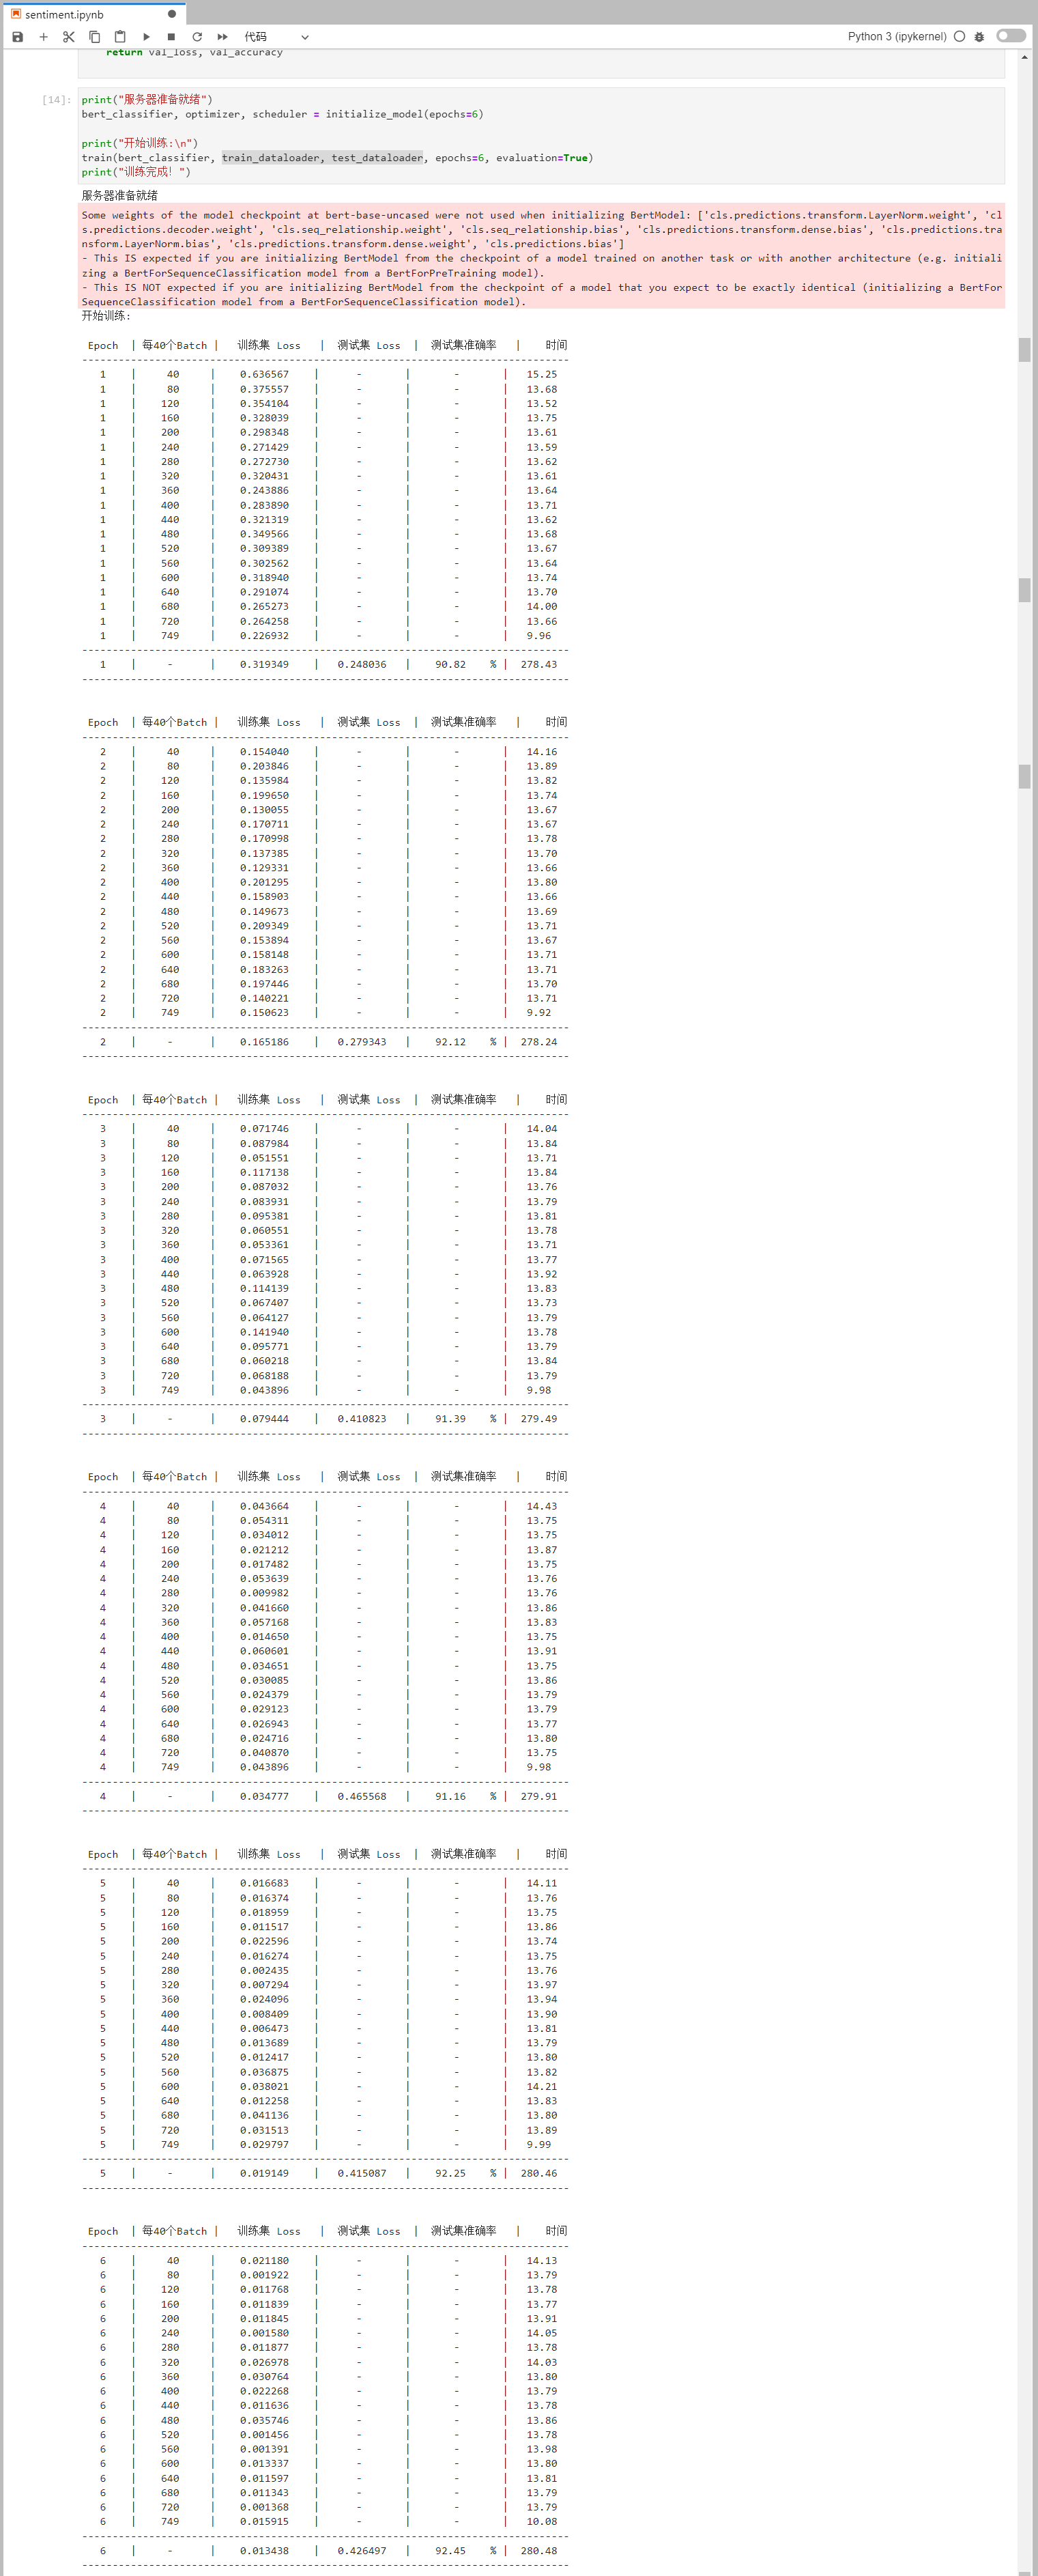 sentiment.ipynb
代码
Python 3 (ipykernel)
return val_loss, val_accuracy
[14]:
print("服务器准备就绪")
bert_classifier, optimizer, scheduler = initialize_model(epochs=6)
print("开始训练:\n")
train(bert_classifier, train_dataloader, test_dataloader, epochs=6, evaluation=True)
print("训练完成! ")
服务器准备就绪
Some weights of the model checkpoint at bert-base-uncased were not used when initializing BertModel: ['cls.predictions.transform.LayerNorm.weight', 'cl
s.predictions.decoder.weight', 'cls.seq_relationship.weight', 'cls.seq_relationship.bias', 'cls.predictions.transform.dense.bias', 'cls.predictions.tra
nsform.LayerNorm.bias', 'cls.predictions.transform.dense.weight', 'cls.predictions.bias']
- This IS expected if you are initializing BertModel from the checkpoint of a model trained on another task or with another architecture (e.g. initiali
zing a BertForSequenceClassification model from a BertForPreTraining model).
- This IS NOT expected if you are initializing BertModel from the checkpoint of a model that you expect to be exactly identical (initializing a BertFor
SequenceClassification model from a BertForSequenceClassification model).
开始训练:
Epoch | 每40个Batch | 训练集 Loss | 测试集 Loss | 测试集准确率 | 时间
----------------------------------------------------------------------------------
1 | 40 | 0.636567 | - | - | 15.25
1 | 80 | 0.375557 | - | - | 13.68
1 | 120 | 0.354104 | - | - | 13.52
1 | 160 | 0.328039 | - | - | 13.75
1 | 200 | 0.298348 | - | - | 13.61
1 | 240 | 0.271429 | - | - | 13.59
1 | 280 | 0.272730 | - | - | 13.62
1 | 320 | 0.320431 | - | - | 13.61
1 | 360 | 0.243886 | - | - | 13.64
1 | 400 | 0.283890 | - | - | 13.71
1 | 440 | 0.321319 | - | - | 13.62
1 | 480 | 0.349566 | - | - | 13.68
1 | 520 | 0.309389 | - | - | 13.67
1 | 560 | 0.302562 | - | - | 13.64
1 | 600 | 0.318940 | - | - | 13.74
1 | 640 | 0.291074 | - | - | 13.70
1 | 680 | 0.265273 | - | - | 14.00
1 | 720 | 0.264258 | - | - | 13.66
1 | 749 | 0.226932 | - | - | 9.96
----------------------------------------------------------------------------------
1 | - | 0.319349 | 0.248036 | 90.82 % | 278.43
----------------------------------------------------------------------------------
Epoch | 每40个Batch | 训练集 Loss | 测试集 Loss | 测试集准确率 | 时间
----------------------------------------------------------------------------------
2 | 40 | 0.154040 | - | - | 14.16
2 | 80 | 0.203846 | - | - | 13.89
2 | 120 | 0.135984 | - | - | 13.82
2 | 160 | 0.199650 | - | - | 13.74
2 | 200 | 0.130055 | - | - | 13.67
2 | 240 | 0.170711 | - | - | 13.67
2 | 280 | 0.170998 | - | - | 13.78
2 | 320 | 0.137385 | - | - | 13.70
2 | 360 | 0.129331 | - | - | 13.66
2 | 400 | 0.201295 | - | - | 13.80
2 | 440 | 0.158903 | - | - | 13.66
2 | 480 | 0.149673 | - | - | 13.69
2 | 520 | 0.209349 | - | - | 13.71
2 | 560 | 0.153894 | - | - | 13.67
2 | 600 | 0.158148 | - | - | 13.71
2 | 640 | 0.183263 | - | - | 13.71
2 | 680 | 0.197446 | - | - | 13.70
2 | 720 | 0.140221 | - | - | 13.71
2 | 749 | 0.150623 | - | - | 9.92
----------------------------------------------------------------------------------
2 | - | 0.165186 | 0.279343 | 92.12 % | 278.24
----------------------------------------------------------------------------------
Epoch | 每40个Batch | 训练集 Loss | 测试集 Loss | 测试集准确率 | 时间
----------------------------------------------------------------------------------
3 | 40 | 0.071746 | - | - | 14.04
3 | 80 | 0.087984 | - | - | 13.84
3 | 120 | 0.051551 | - | - | 13.71
3 | 160 | 0.117138 | - | - | 13.84
3 | 200 | 0.087032 | - | - | 13.76
3 | 240 | 0.083931 | - | - | 13.79
3 | 280 | 0.095381 | - | - | 13.81
3 | 320 | 0.060551 | - | - | 13.78
3 | 360 | 0.053361 | - | - | 13.71
3 | 400 | 0.071565 | - | - | 13.77
3 | 440 | 0.063928 | - | - | 13.92
3 | 480 | 0.114139 | - | - | 13.83
3 | 520 | 0.067407 | - | - | 13.73
3 | 560 | 0.064127 | - | - | 13.79
3 | 600 | 0.141940 | - | - | 13.78
3 | 640 | 0.095771 | - | - | 13.79
3 | 680 | 0.060218 | - | - | 13.84
3 | 720 | 0.068188 | - | - | 13.79
3 | 749 | 0.043896 | - | - | 9.98
----------------------------------------------------------------------------------
3 | - | 0.079444 | 0.410823 | 91.39 % | 279.49
----------------------------------------------------------------------------------
Epoch | 每40个Batch | 训练集 Loss | 测试集 Loss | 测试集准确率 | 时间
----------------------------------------------------------------------------------
4 | 40 | 0.043664 | - | - | 14.43
4 | 80 | 0.054311 | - | - | 13.75
4 | 120 | 0.034012 | - | - | 13.75
4 | 160 | 0.021212 | - | - | 13.87
4 | 200 | 0.017482 | - | - | 13.75
4 | 240 | 0.053639 | - | - | 13.76
4 | 280 | 0.009982 | - | - | 13.76
4 | 320 | 0.041660 | - | - | 13.86
4 | 360 | 0.057168 | - | - | 13.83
4 | 400 | 0.014650 | - | - | 13.75
4 | 440 | 0.060601 | - | - | 13.91
4 | 480 | 0.034651 | - | - | 13.75
4 | 520 | 0.030085 | - | - | 13.86
4 | 560 | 0.024379 | - | - | 13.79
4 | 600 | 0.029123 | - | - | 13.79
4 | 640 | 0.026943 | - | - | 13.77
4 | 680 | 0.024716 | - | - | 13.80
4 | 720 | 0.040870 | - | - | 13.75
4 | 749 | 0.043896 | - | - | 9.98
----------------------------------------------------------------------------------
4 | - | 0.034777 | 0.465568 | 91.16 % | 279.91
----------------------------------------------------------------------------------
Epoch | 每40个Batch | 训练集 Loss | 测试集 Loss | 测试集准确率 | 时间
----------------------------------------------------------------------------------
5 | 40 | 0.016683 | - | - | 14.11
5 | 80 | 0.016374 | - | - | 13.76
5 | 120 | 0.018959 | - | - | 13.75
5 | 160 | 0.011517 | - | - | 13.86
5 | 200 | 0.022596 | - | - | 13.74
5 | 240 | 0.016274 | - | - | 13.75
5 | 280 | 0.002435 | - | - | 13.76
5 | 320 | 0.007294 | - | - | 13.97
5 | 360 | 0.024096 | - | - | 13.94
5 | 400 | 0.008409 | - | - | 13.90
5 | 440 | 0.006473 | - | - | 13.81
5 | 480 | 0.013689 | - | - | 13.79
5 | 520 | 0.012417 | - | - | 13.80
5 | 560 | 0.036875 | - | - | 13.82
5 | 600 | 0.038021 | - | - | 14.21
5 | 640 | 0.012258 | - | - | 13.83
5 | 680 | 0.041136 | - | - | 13.80
5 | 720 | 0.031513 | - | - | 13.89
5 | 749 | 0.029797 | - | - | 9.99
----------------------------------------------------------------------------------
5 | - | 0.019149 | 0.415087 | 92.25 % | 280.46
----------------------------------------------------------------------------------
Epoch | 每40个Batch | 训练集 Loss | 测试集 Loss | 测试集准确率 | 时间
----------------------------------------------------------------------------------
6 | 40 | 0.021180 | - | - | 14.13
6 | 80 | 0.001922 | - | - | 13.79
6 | 120 | 0.011768 | - | - | 13.78
6 | 160 | 0.011839 | - | - | 13.77
6 | 200 | 0.011845 | - | - | 13.91
6 | 240 | 0.001580 | - | - | 14.05
6 | 280 | 0.011877 | - | - | 13.78
6 | 320 | 0.026978 | - | - | 14.03
6 | 360 | 0.030764 | - | - | 13.80
6 | 400 | 0.022268 | - | - | 13.79
6 | 440 | 0.011636 | - | - | 13.78
6 | 480 | 0.035746 | - | - | 13.86
6 | 520 | 0.001456 | - | - | 13.78
6 | 560 | 0.001391 | - | - | 13.98
6 | 600 | 0.013337 | - | - | 13.80
6 | 640 | 0.011597 | - | - | 13.81
6 | 680 | 0.011343 | - | - | 13.79
6 | 720 | 0.001368 | - | - | 13.79
6 | 749 | 0.015915 | - | - | 10.08
----------------------------------------------------------------------------------
6 | - | 0.013438 | 0.426497 | 92.45 % | 280.48
----------------------------------------------------------------------------------